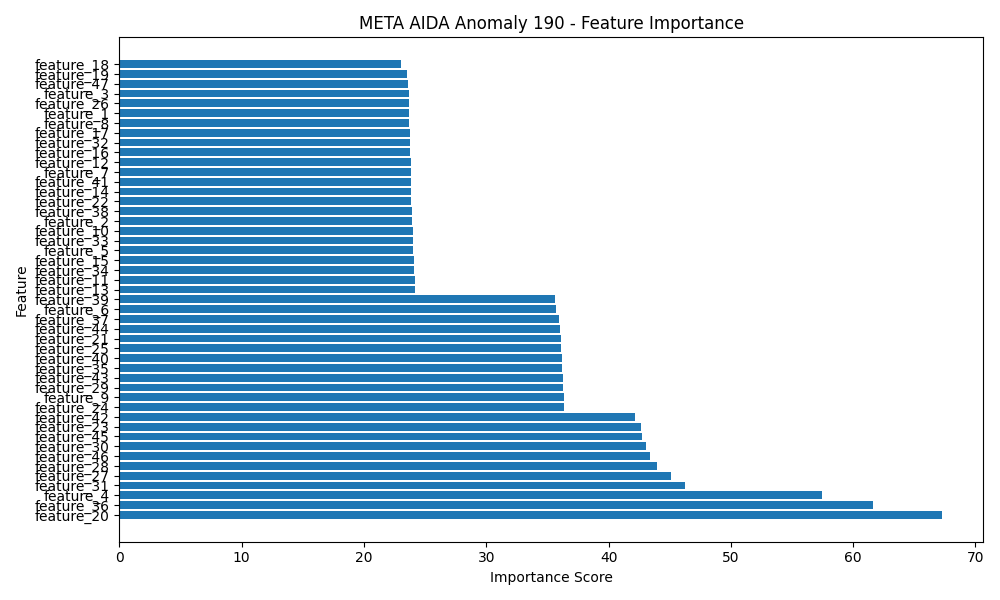 META AIDA Anomaly 190 - Feature Importance
feature_18
feature_19
feature_47
feature_3
feature_26
feature_1
feature_8
feature_17
feature_32
feature_16
feature_12
feature_7
feature_41
feature_14
feature_22
feature_38
feature_2
feature_10
feature_33
feature_5
feature_15
feature_34
feature_11
feature_13
feature_39
feature_6
feature_37
feature_44
feature_21
feature_25
feature_40
feature_35
feature_43
feature_29
feature_9
feature_24
feature_42
feature_23
feature_45
feature_30
feature_46
feature_28
feature_27
feature_31
feature_4
feature_36
feature_20
Feature
0 10 20 30 40 50 60 70
Importance Score